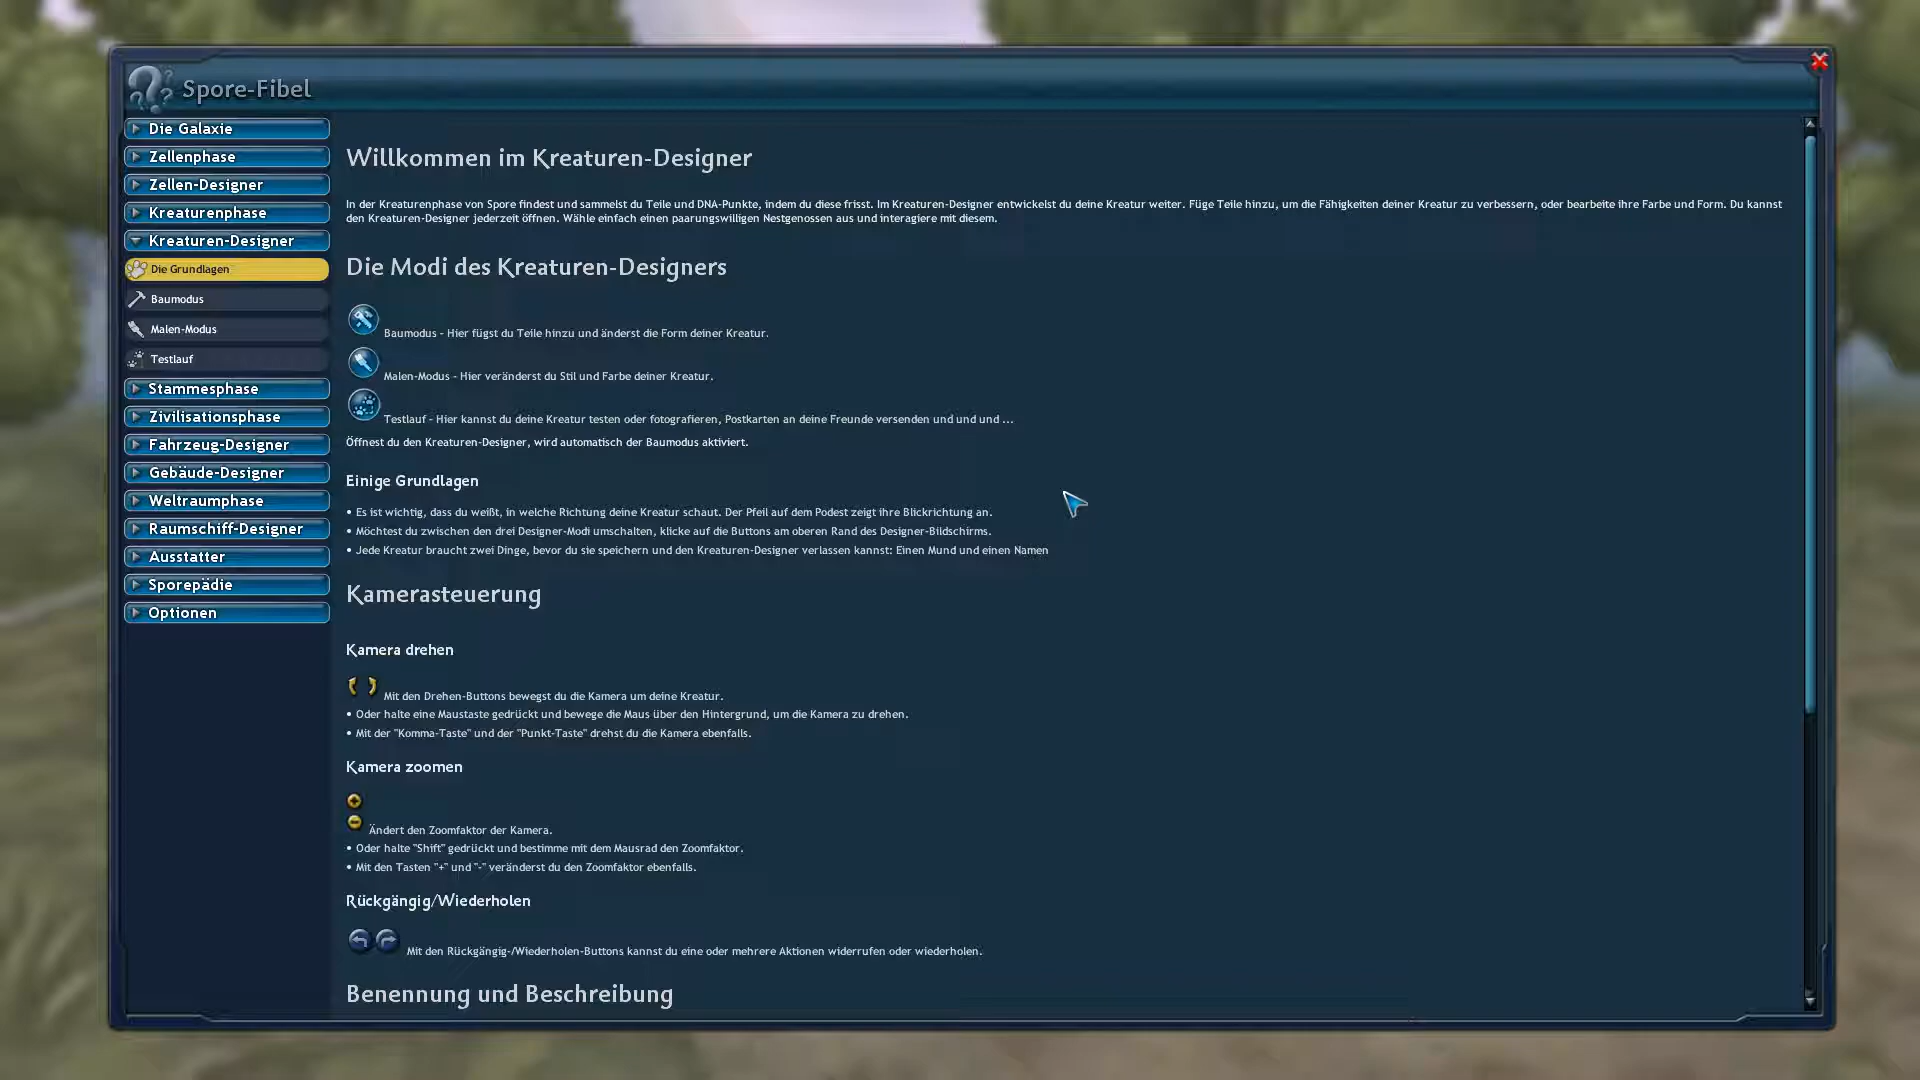 Spore-Fibel
Die Galaxie
Zellenphase
Zellen-Designer
Kreaturenphase
Kreaturen-Designer
Die Grundlagen
Baumodus
Malen-Modus
Testlauf
Stammesphase
Zivilisationsphase
Fahrzeug-Designer
Gebäude-Designer
Weltraumphase
Raumschiff-Designer
Ausstatter
Sporepädie
Optionen
Willkommen im Kreaturen-Designer
In der Kreaturenphase von Spore findest und sammelst du Teile und DNA-Punkte, indem du diese frisst. Im Kreaturen-Designer entwickelst du deine Kreatur weiter. Füge Teile hinzu, um die Fähigkeiten deiner Kreatur zu verbessern, oder bearbeite ihre Farbe und Form. Du kannst
den Kreaturen-Designer jederzeit öffnen. Wähle einfach einen paarungswilligen Nestgenossen aus und interagiere mit diesem.
Die Modi des Kreaturen-Designers
Baumodus - Hier fügst du Teile hinzu und änderst die Form deiner Kreatur.
Malen-Modus - Hier veränderst du Stil und Farbe deiner Kreatur.
Testlauf - Hier kannst du deine Kreatur testen oder fotografieren, Postkarten an deine Freunde versenden und und und ...
Öffnest du den Kreaturen-Designer, wird automatisch der Baumodus aktiviert.
Einige Grundlagen
• Es ist wichtig, dass du weißt, in welche Richtung deine Kreatur schaut. Der Pfeil auf dem Podest zeigt ihre Blickrichtung an.
• Möchtest du zwischen den drei Designer-Modi umschalten, klicke auf die Buttons am oberen Rand des Designer-Bildschirms.
• Jede Kreatur braucht zwei Dinge, bevor du sie speichern und den Kreaturen-Designer verlassen kannst: Einen Mund und einen Namen
Kamerasteuerung
Kamera drehen
Mit den Drehen-Buttons bewegst du die Kamera um deine Kreatur.
• Oder halte eine Maustaste gedrückt und bewege die Maus über den Hintergrund, um die Kamera zu drehen.
• Mit der "Komma-Taste" und der "Punkt-Taste" drehst du die Kamera ebenfalls.
Kamera zoomen
Ändert den Zoomfaktor der Kamera.
• Oder halte "Shift" gedrückt und bestimme mit dem Mausrad den Zoomfaktor.
• Mit den Tasten "+" und "-" veränderst du den Zoomfaktor ebenfalls.
Rückgängig/Wiederholen
Mit den Rückgängig-/Wiederholen-Buttons kannst du eine oder mehrere Aktionen widerrufen oder wiederholen.
Benennung und Beschreibung